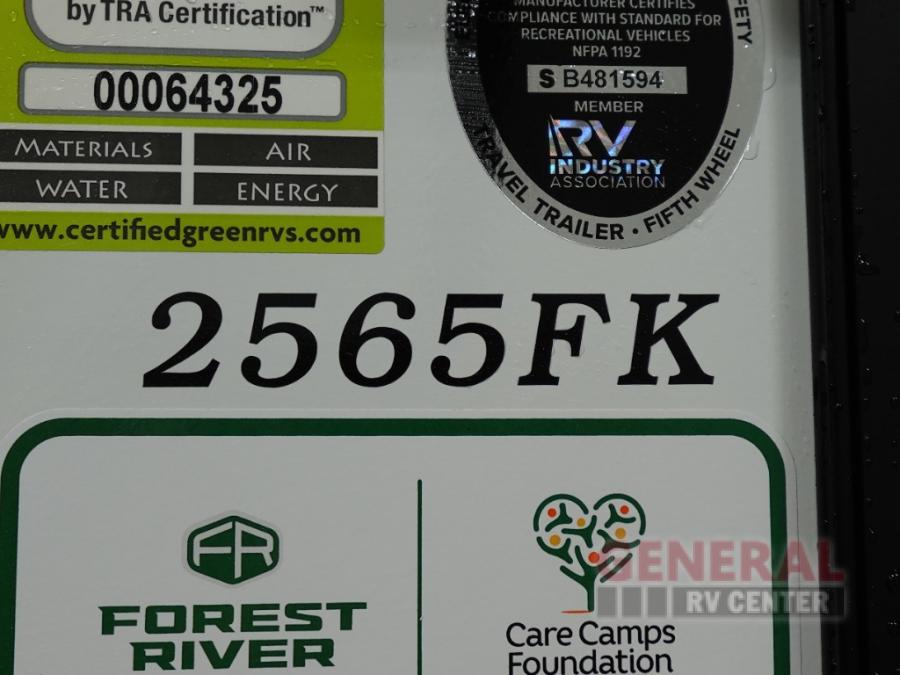 by TRA Certification™
00064325
MATERIALS
AIR
WATER
ENERGY
www.certifiedgreenrvs.com
MANUFACTURER CERTIFIES
COMPLIANCE WITH STANDARD FOR
RECREATIONAL VEHICLES
NFPA 1192
S B481594
MEMBER
RV
INDUSTRY
ASSOCIATION
TRAVEL TRAILER • FIFTH WHEEL
2565FK
FR
FOREST
RIVER
Care Camps
Foundation
GENERAL
RV CENTER